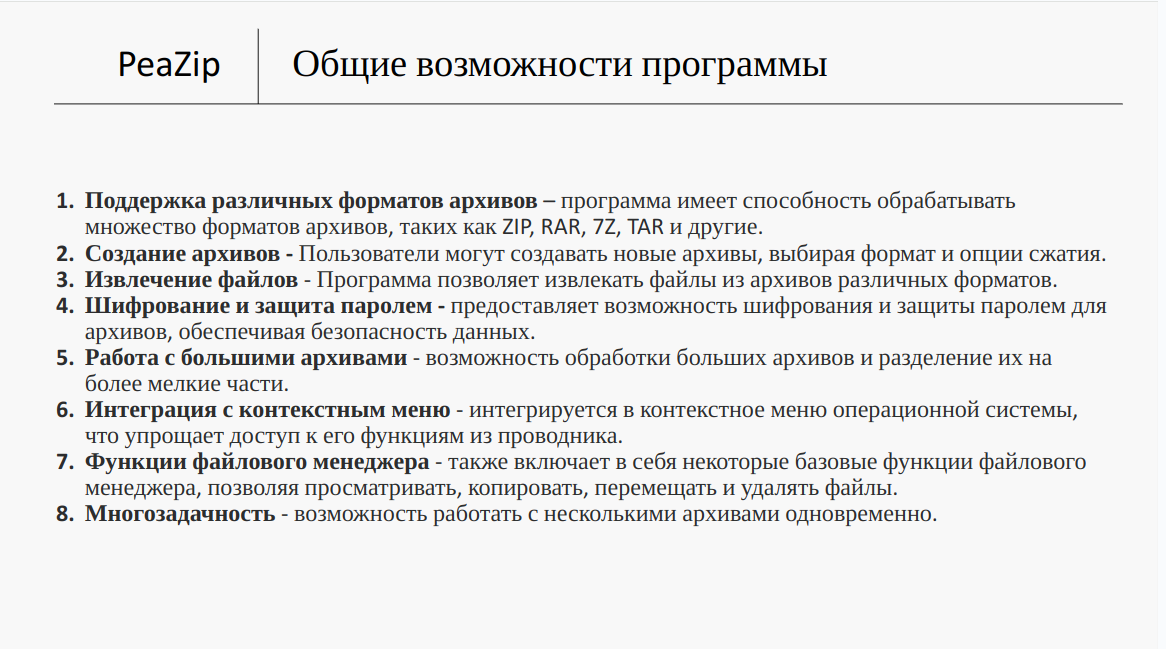 PeaZip
Общие возможности программы
1. Поддержка различных форматов архивов – программа имеет способность обрабатывать
множество форматов архивов, таких как ZIP, RAR, 7Z, TAR и другие.
2. Создание архивов - Пользователи могут создавать новые архивы, выбирая формат и опции сжатия.
3. Извлечение файлов - Программа позволяет извлекать файлы из архивов различных форматов.
4. Шифрование и защита паролем - предоставляет возможность шифрования и защиты паролем для
архивов, обеспечивая безопасность данных.
5. Работа с большими архивами - возможность обработки больших архивов и разделение их на
более мелкие части.
6. Интеграция с контекстным меню - интегрируется в контекстное меню операционной системы,
что упрощает доступ к его функциям из проводника.
7. Функции файлового менеджера - также включает в себя некоторые базовые функции файлового
менеджера, позволяя просматривать, копировать, перемещать и удалять файлы.
8. Многозадачность - возможность работать с несколькими архивами одновременно.